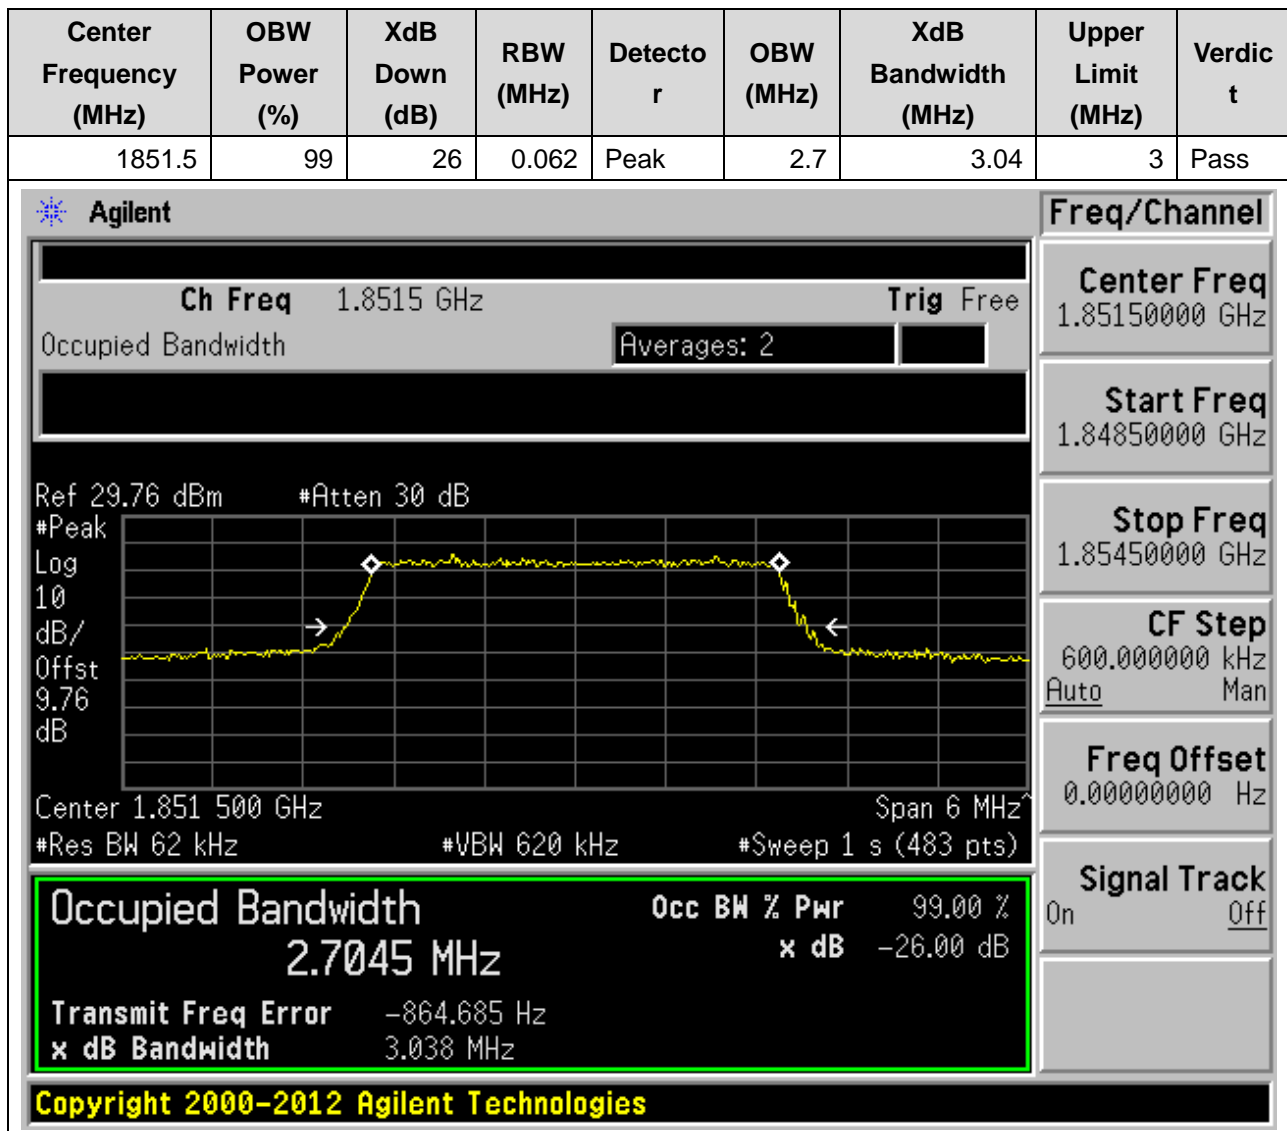 Center Frequency (MHz) OBW Power (%) XdB Down (dB) RBW (MHz) Detecto r OBW (MHz) XdB Bandwidth (MHz) Upper Limit (MHz) Verdic t
1851.5 99 26 0.062 Peak 2.7 3.04 3 Pass
Agilent
Freq/Channel
Ch Freq 1.8515 GHz Trig Free
Occupied Bandwidth Averages: 2
Center Freq
1.85150000 GHz
Start Freq
1.84850000 GHz
Stop Freq
1.85450000 GHz
CF Step
600.000000 kHz
Auto Man
Freq Offset
0.00000000 Hz
Signal Track
On Off
Ref 29.76 dBm #Atten 30 dB
#Peak
Log
10
dB/
Offst
9.76
dB
Center 1.851 500 GHz Span 6 MHz^
#Res BW 62 kHz #VBW 620 kHz #Sweep 1 s (483 pts)
Occupied Bandwidth Occ BW % Pwr 99.00 %
2.7045 MHz x dB -26.00 dB
Transmit Freq Error -864.685 Hz
x dB Bandwidth 3.038 MHz
Copyright 2000-2012 Agilent Technologies